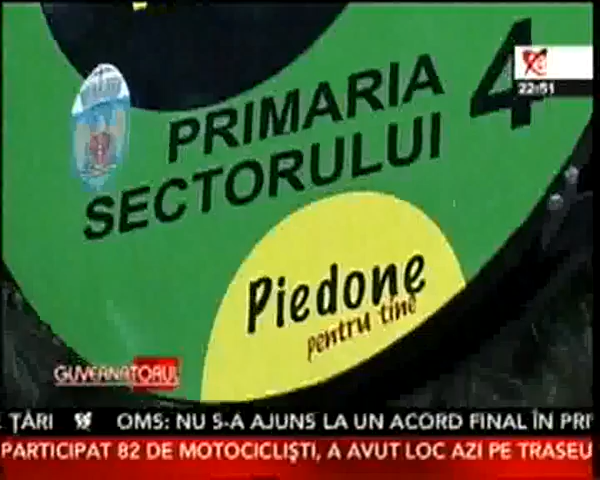 PRIMARIA
SECTORULUI 4
22:51
Piedone
pentru tine
GUVERNATORUL
ȚĂRI OMS: NU S-A AJUNS LA UN ACORD FINAL ÎN PRI
PARTICIPAT 82 DE MOTOCICLIȘTI, A AVUT LOC AZI PE TRASEU